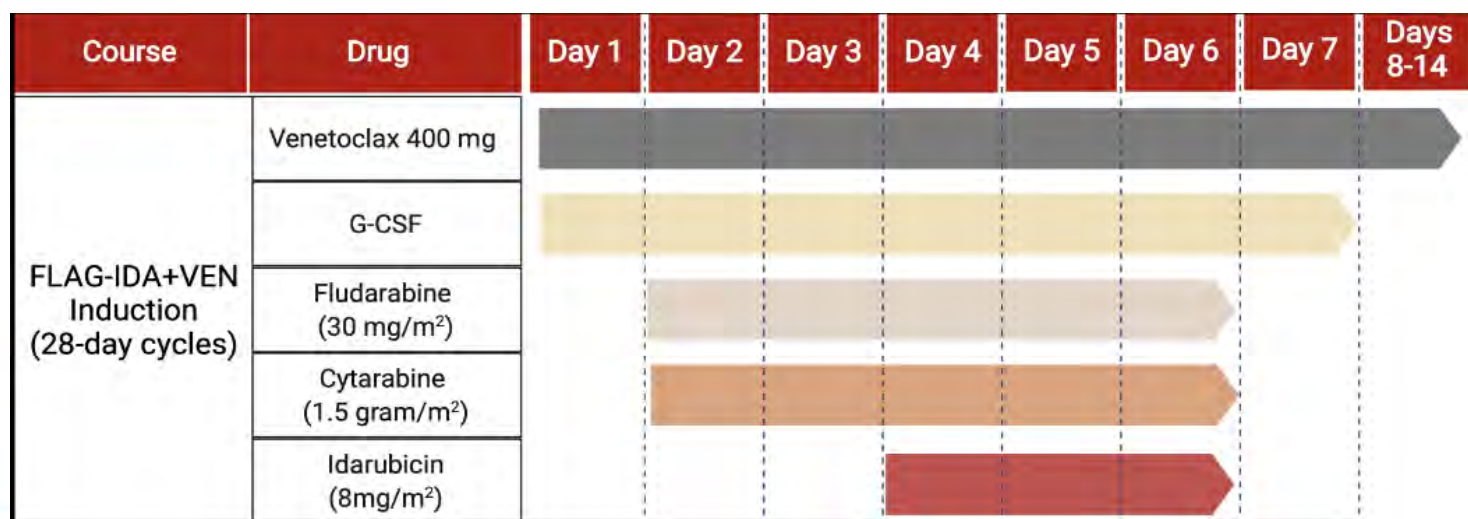 Course Drug Day 1 Day 2 Day 3 Day 4 Day 5 Day 6 Day 7 Days 8-14
FLAG-IDA+VEN
Induction
(28-day cycles)
Venetoclax 400 mg
G-CSF
Fludarabine
(30 mg/m²)
Cytarabine
(1.5 gram/m²)
Idarubicin
(8mg/m²)